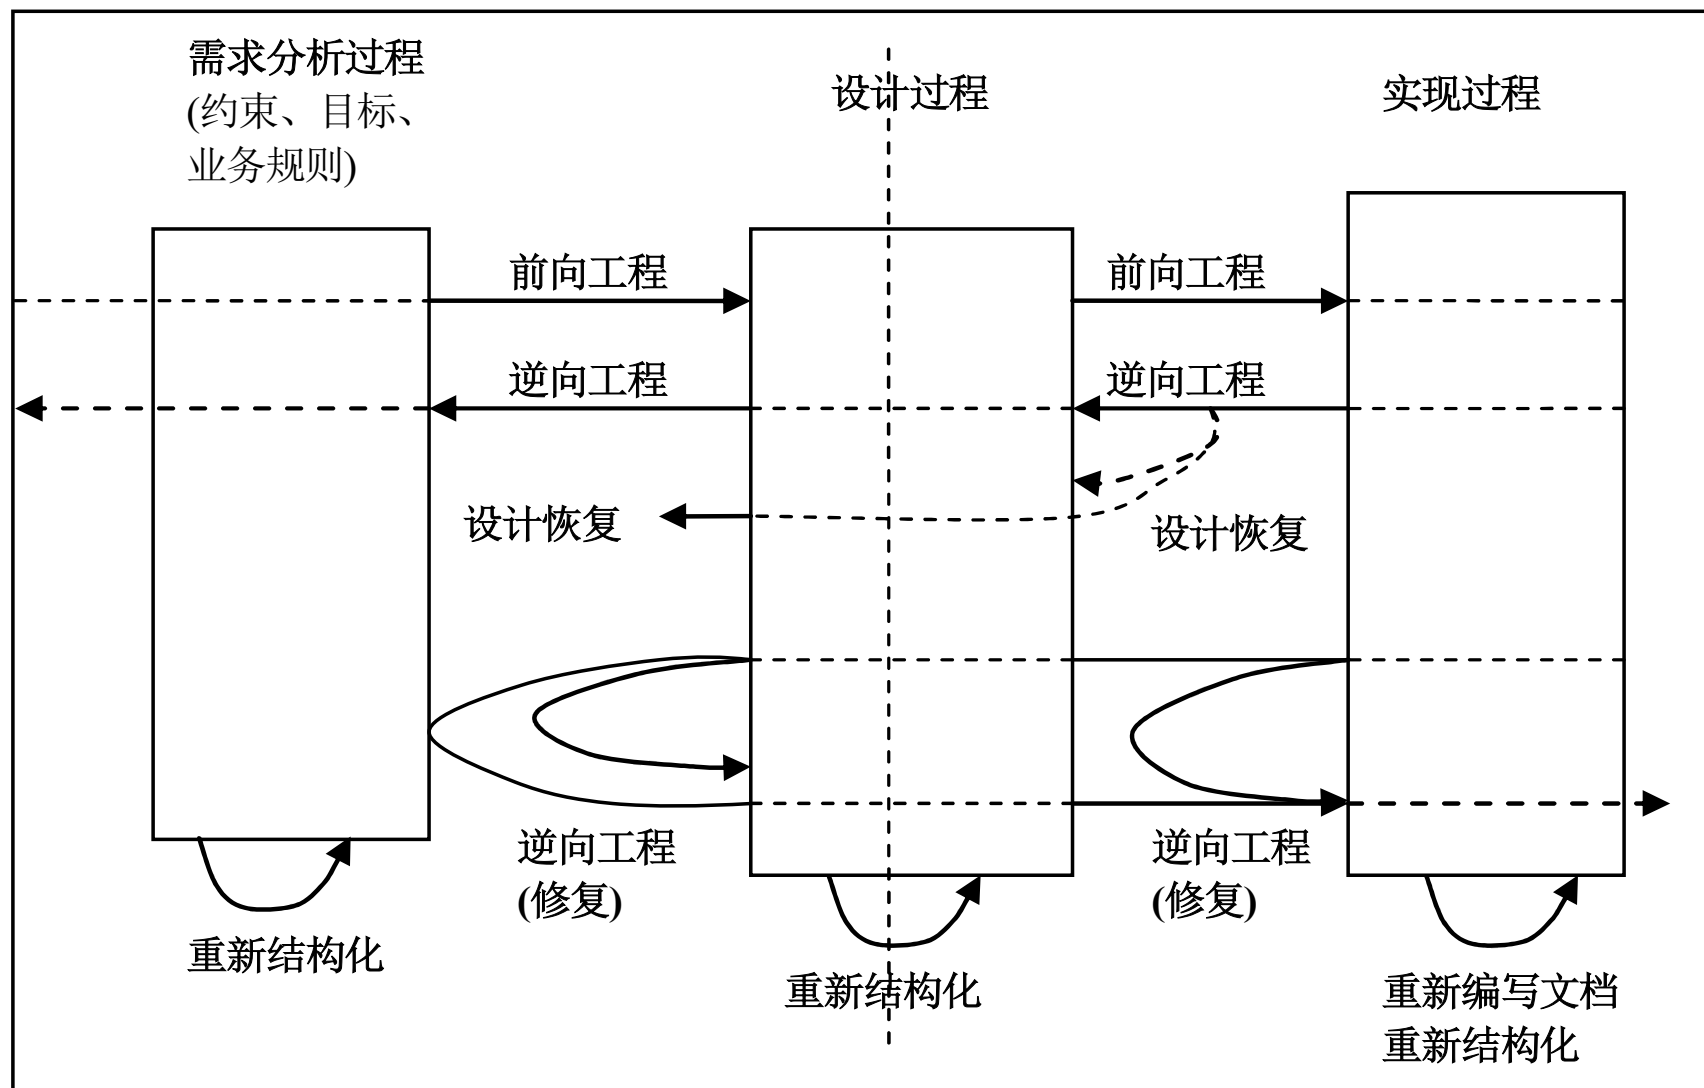 需求分析过程
(约束、目标、
业务规则)
设计过程
实现过程
前向工程
前向工程
逆向工程
逆向工程
设计恢复
设计恢复
逆向工程
(修复)
逆向工程
(修复)
重新结构化
重新结构化
重新编写文档
重新结构化